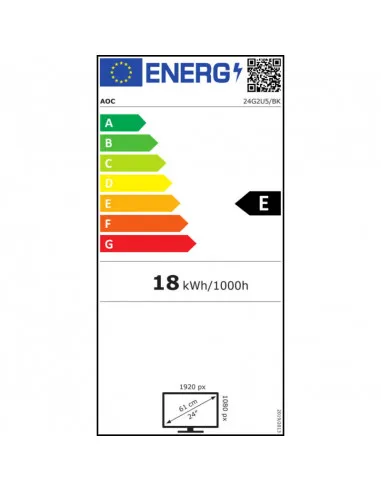 ENERG
AOC 24G2U5/BK
A
B
C
D
E
E
F
G
18 kWh/1000h
1920 px
61 cm
24"
1080 px
2019/2013